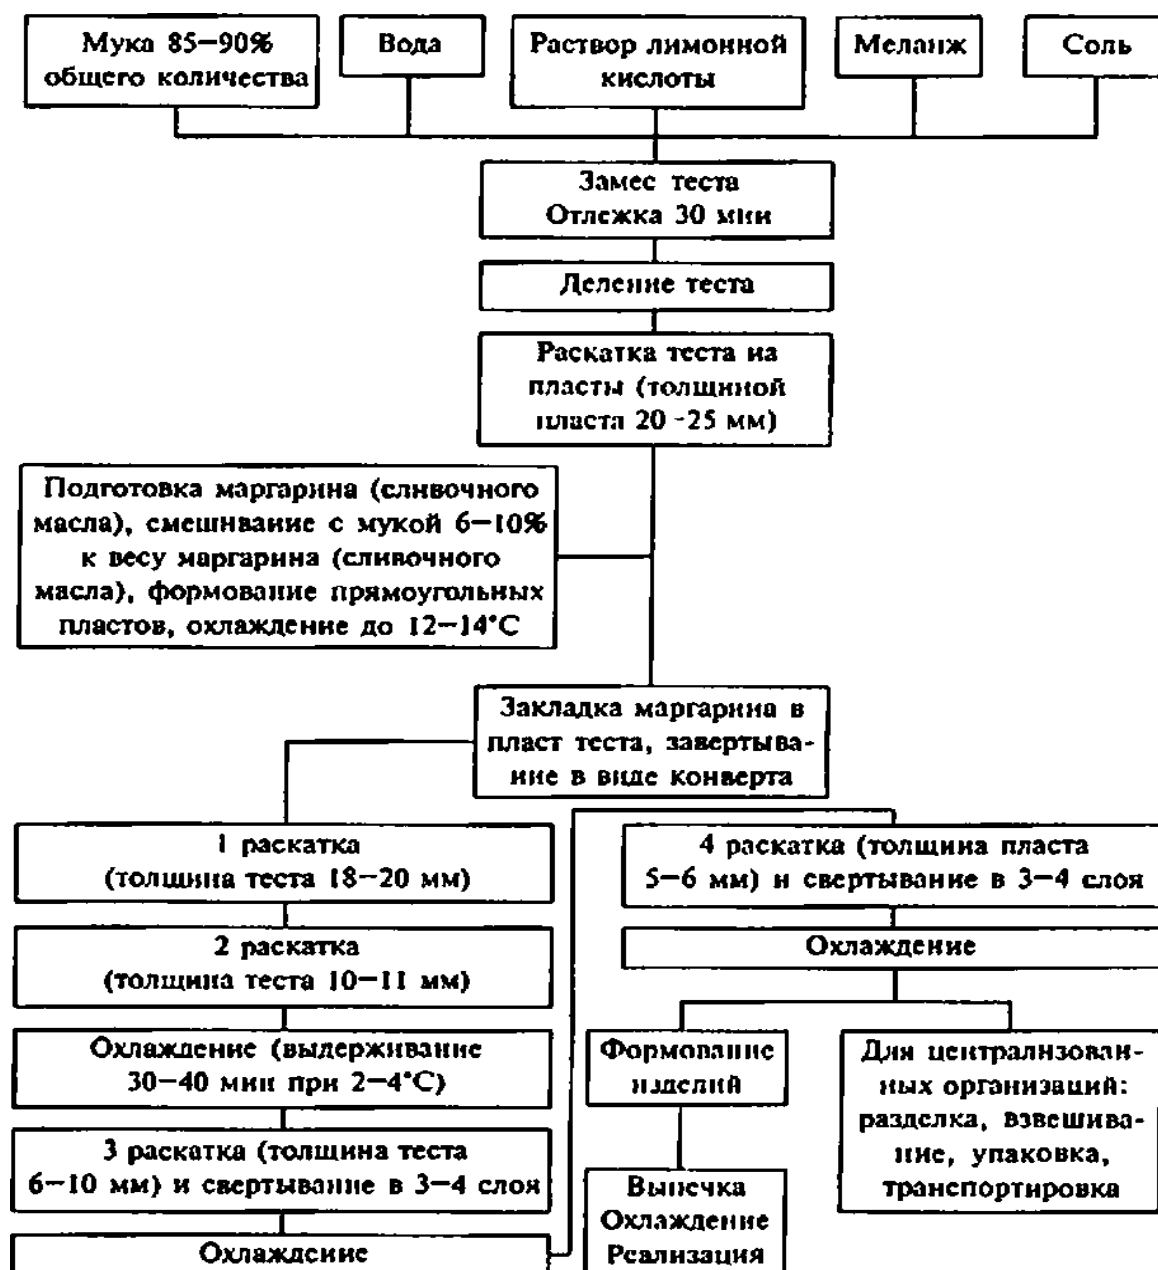 Мука 85—90%
общего количества
Вода
Раствор лимонной
кислоты
Меланж
Соль
Замес теста
Отлежка 30 мин
Деление теста
Раскатка теста на
пласты (толщиной
пласта 20-25 мм)
Подготовка маргарина (сливочного
масла), смешивание с мукой 6—10%
к весу маргарина (сливочного
масла), формование прямоугольных
пластов, охлаждение до 12—14°С
Закладка маргарина в
пласт теста, завертыва-
ние в виде конверта
1 раскатка
(толщина теста 18—20 мм)
2 раскатка
(толщина теста 10—11 мм)
Охлаждение (выдерживание
30—40 мин при 2—4°С)
3 раскатка (толщина теста
6—10 мм) и свертывание в 3—4 слоя
Охлаждение
4 раскатка (толщина пласта
5—6 мм) и свертывание в 3—4 слоя
Охлаждение
Формование
изделий
Выпечка
Охлаждение
Реализация
Для централизован-
ных организаций:
разделка, взвешива-
ние, упаковка,
транспортировка